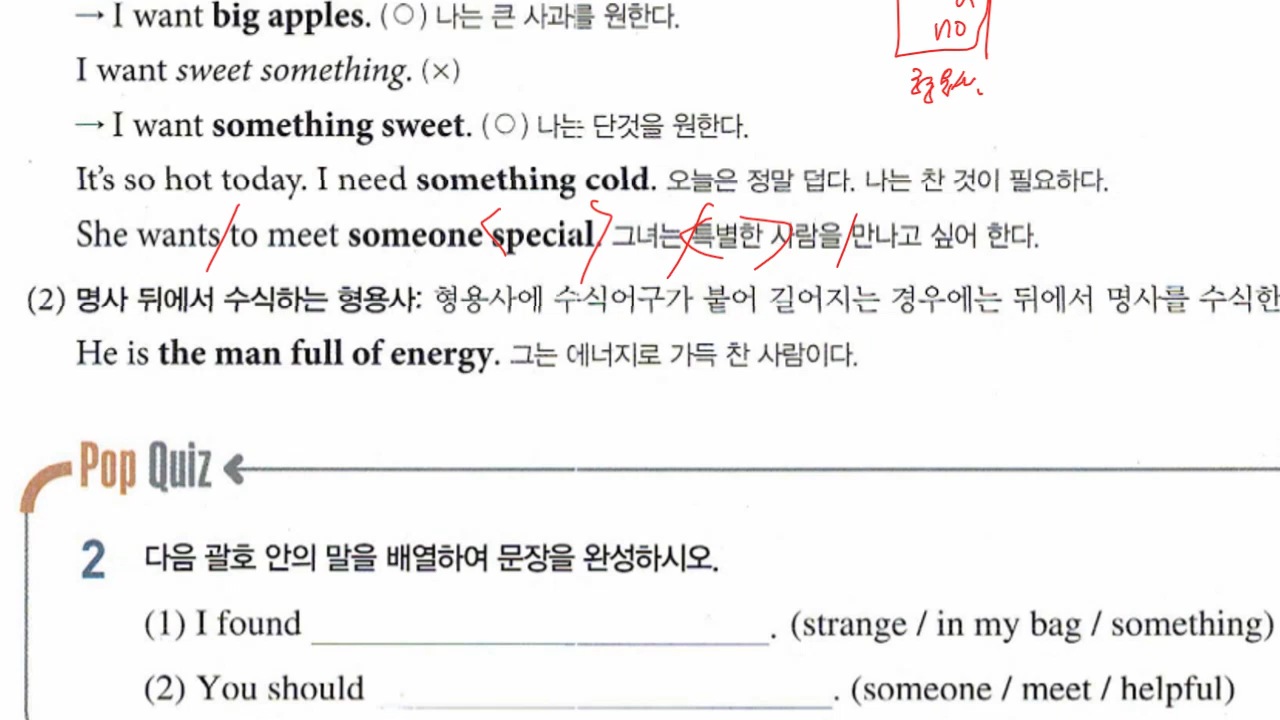 → I want big apples. (○) 나는 큰 사과를 원한다.
no
I want sweet something. (×)
→ I want something sweet. (○) 나는 단것을 원한다.
It's so hot today. I need something cold. 오늘은 정말 덥다. 나는 찬 것이 필요하다.
She wants to meet someone special. 그녀는 특별한 사람을 만나고 싶어 한다.
(2) 명사 뒤에서 수식하는 형용사: 형용사에 수식어구가 붙어 길어지는 경우에는 뒤에서 명사를 수식한
He is the man full of energy. 그는 에너지로 가득 찬 사람이다.
Pop Quiz
2 다음 괄호 안의 말을 배열하여 문장을 완성하시오.
(1) I found . (strange / in my bag / something)
(2) You should . (someone / meet / helpful)